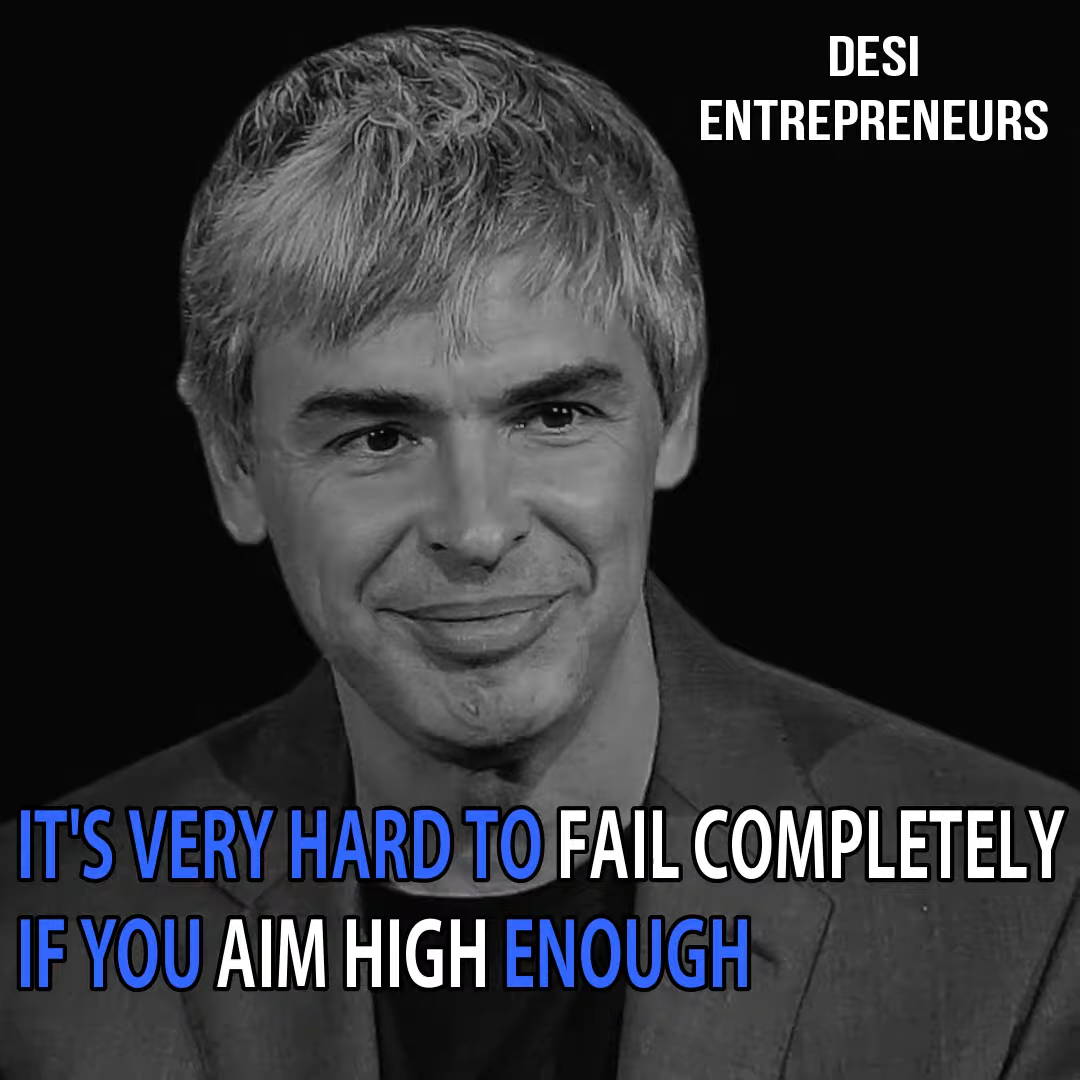 DESI
ENTREPRENEURS
IT'S VERY HARD TO FAIL COMPLETELY
IF YOU AIM HIGH ENOUGH